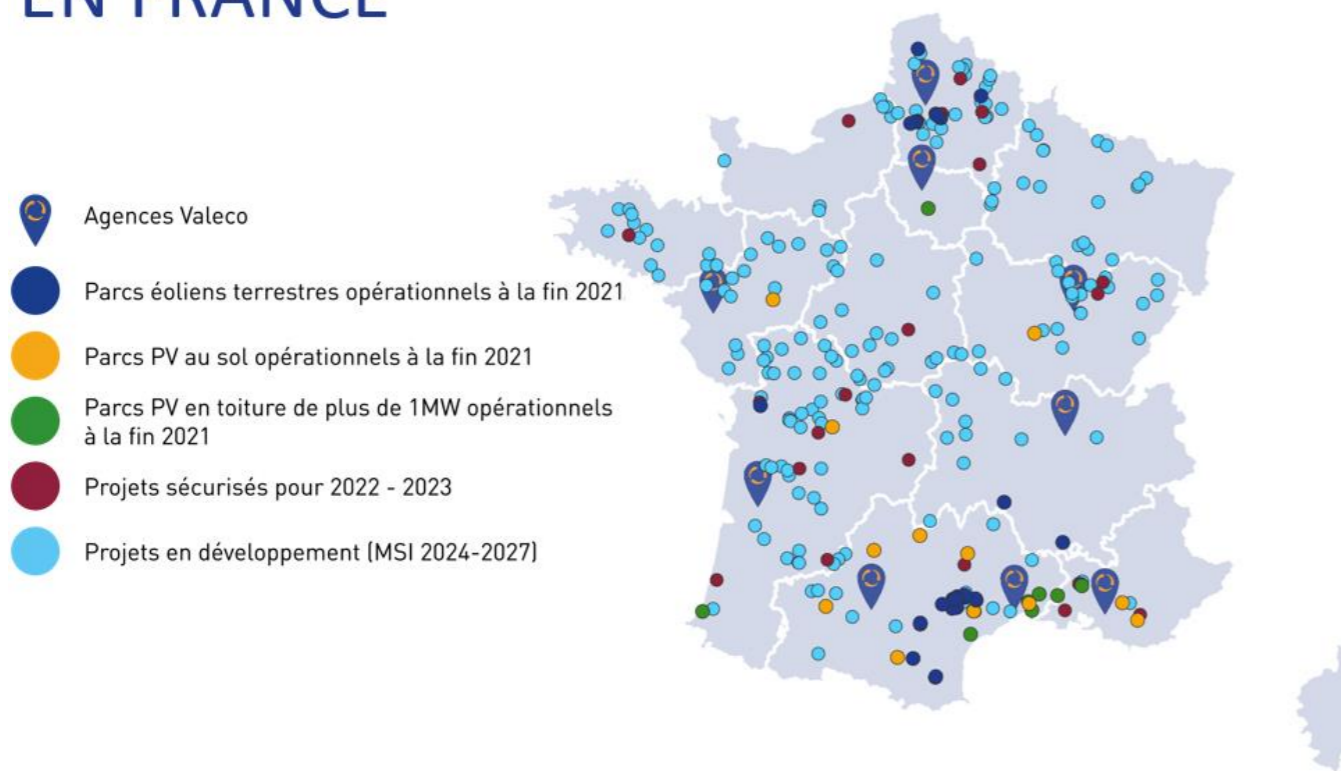 EN FRANCE
Agences Valeco
Parcs éoliens terrestres opérationnels à la fin 2021
Parcs PV au sol opérationnels à la fin 2021
Parcs PV en toiture de plus de 1MW opérationnels
à la fin 2021
Projets sécurisés pour 2022 - 2023
Projets en développement (MSI 2024-2027)